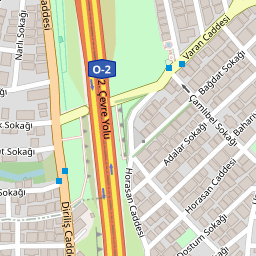 Narlı Sokağı
Caddesi
Varan Caddesi
O-2
2. Çevre Yolu
Bağdat Sokağı
Çamlıbel Sokağı
Bahar
Sokağı
Adalar Sokağı
Sokağı
Horasan Caddesi
Horasan Caddesi
Sokağı
Diriliş Cadde
Dostum Sokağı